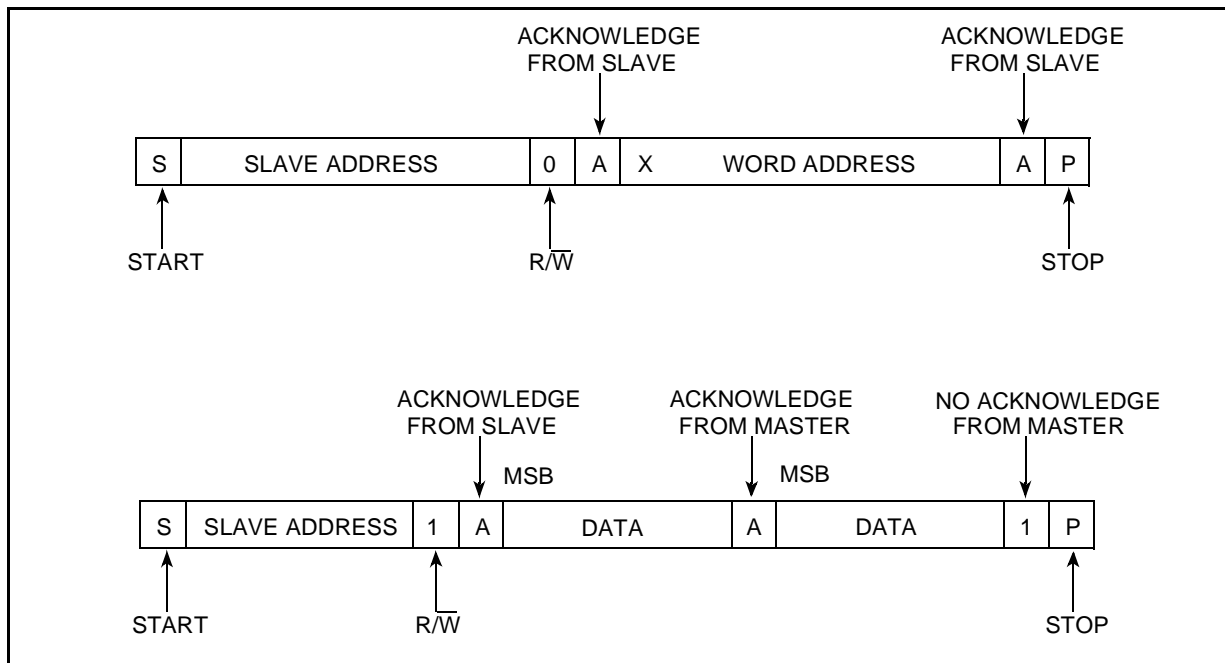 ACKNOWLEDGE
FROM SLAVE
ACKNOWLEDGE
FROM SLAVE
S SLAVE ADDRESS 0 A X WORD ADDRESS A P
START
R/W̅
STOP
ACKNOWLEDGE
FROM SLAVE
ACKNOWLEDGE
FROM MASTER
NO ACKNOWLEDGE
FROM MASTER
MSB
MSB
S SLAVE ADDRESS 1 A DATA A DATA 1 P
START
R/W̅
STOP